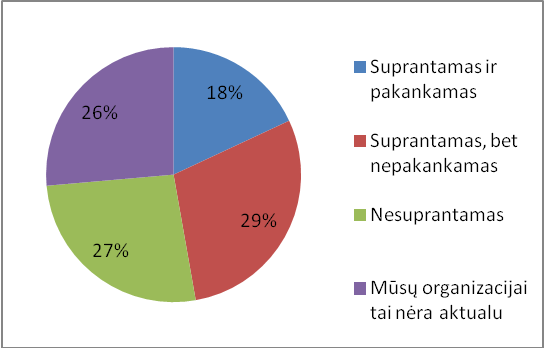 18%
29%
27%
26%
Suprantamas ir
pakankamas
Suprantamas, bet
nepakankamas
Nesuprantamas
Mūsų organizacijai
tai nėra aktualu